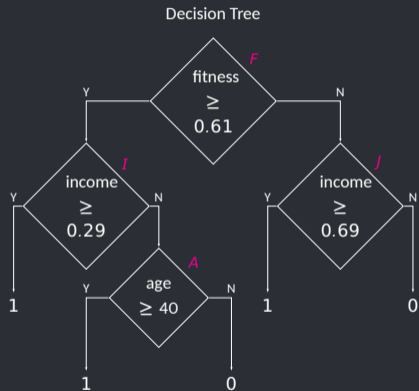 Decision Tree
F
fitness
≥
0.61
Y
N
I
income
≥
0.29
Y
N
J
income
≥
0.69
Y
N
A
age
≥ 40
Y
N
1
1
0
1
0